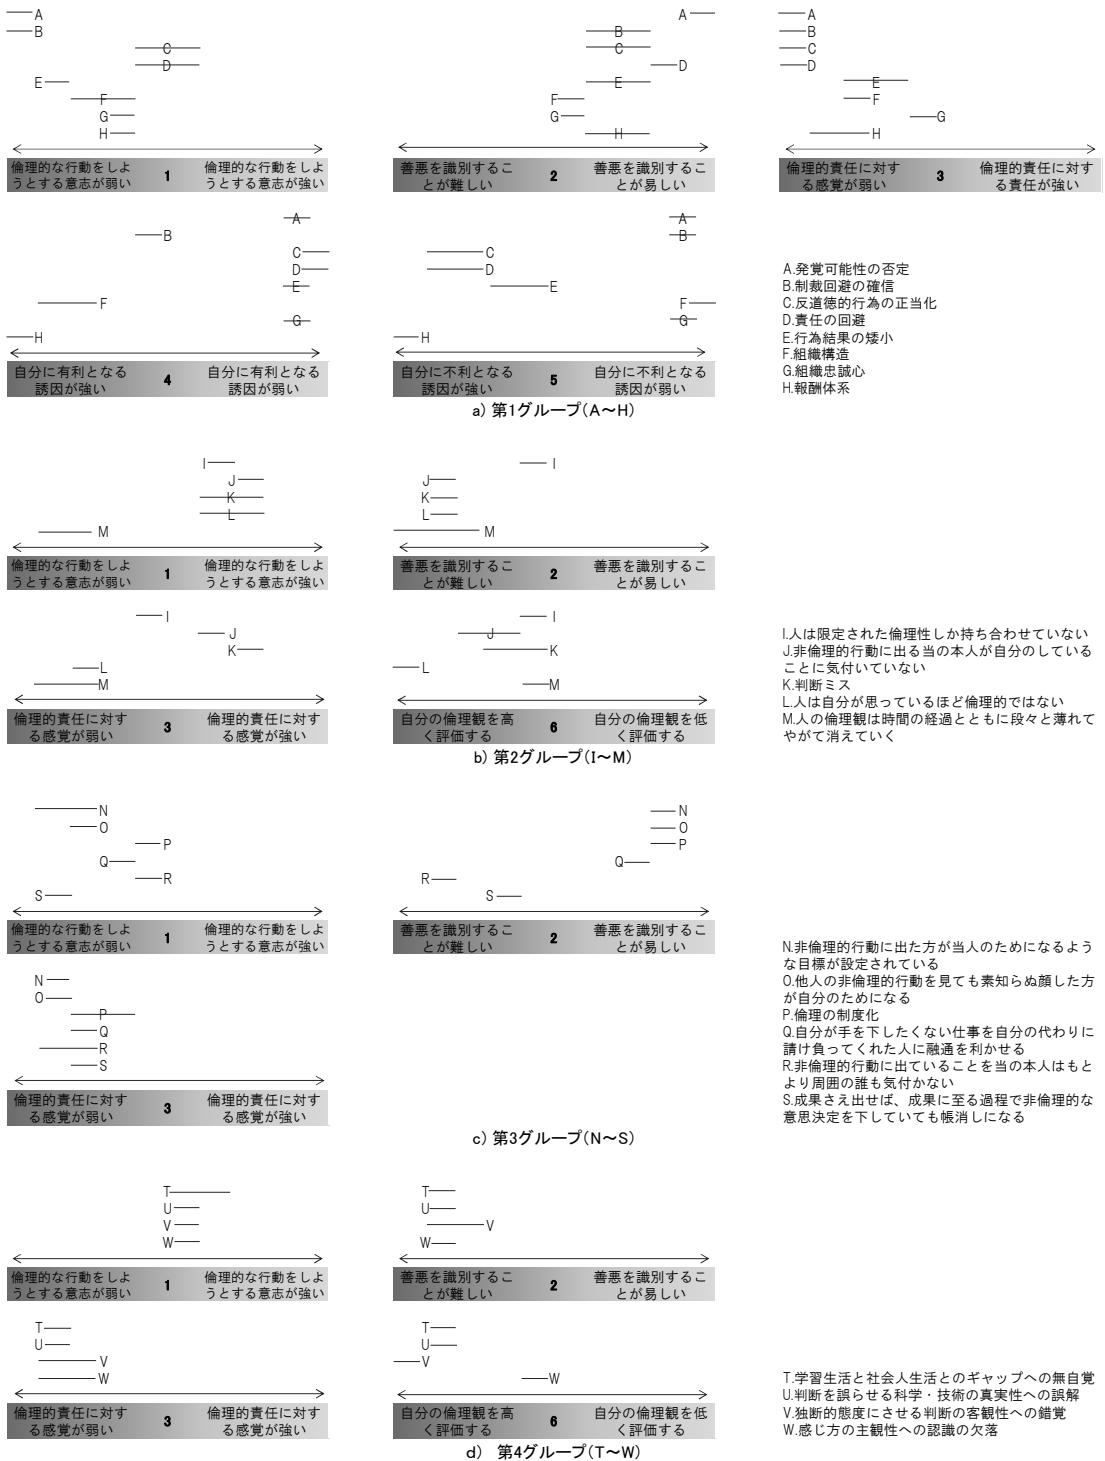 A
B
C
D
E
F
G
H
倫理的な行動をしようとする意志が弱い 1 倫理的な行動をしようとする意志が強い
A
B
C
D
E
F
G
H
善悪を識別することが難しい 2 善悪を識別することが易しい
A
B
C
D
E
F
G
H
倫理的責任に対する感覚が弱い 3 倫理的責任に対する責任が強い
A
B
C
D
E
F
G
H
自分に有利となる誘因が強い 4 自分に有利となる誘因が弱い
A
B
C
D
E
F
G
H
自分に不利となる誘因が強い 5 自分に不利となる誘因が弱い
A.発覚可能性の否定
B.制裁回避の確信
C.反道徳的行為の正当化
D.責任の回避
E.行為結果の矮小
F.組織構造
G.組織忠誠心
H.報酬体系
a) 第1グループ(A～H)
I
J
K
L
M
倫理的な行動をしようとする意志が弱い 1 倫理的な行動をしようとする意志が強い
I
J
K
L
M
善悪を識別することが難しい 2 善悪を識別することが易しい
I
J
K
L
M
倫理的責任に対する感覚が弱い 3 倫理的責任に対する感覚が強い
I
J
K
L
M
自分の倫理観を高く評価する 6 自分の倫理観を低く評価する
I.人は限定された倫理性しか持ち合わせていない
J.非倫理的行動に出る当の本人が自分のしている
ことに気付いていない
K.判断ミス
L.人は自分が思っているほど倫理的ではない
M.人の倫理観は時間の経過とともに段々と薄れて
やがて消えていく
b) 第2グループ(I～M)
N
O
P
Q
R
S
倫理的な行動をしようとする意志が弱い 1 倫理的な行動をしようとする意志が強い
N
O
P
Q
R
S
善悪を識別することが難しい 2 善悪を識別することが易しい
N
O
P
Q
R
S
倫理的責任に対する感覚が弱い 3 倫理的責任に対する感覚が強い
N.非倫理的行動に出た方が当人のためになるよう
な目標が設定されている
O.他人の非倫理的行動を見ても素知らぬ顔した方
が自分のためになる
P.倫理の制度化
Q.自分が手を下したくない仕事を自分の代わりに
請け負ってくれた人に融通を利かせる
R.非倫理的行動に出ていることを当の本人はもと
より周囲の誰も気付かない
S.成果さえ出せば、成果に至る過程で非倫理的な
意思決定を下していても帳消しになる
c) 第3グループ(N～S)
T
U
V
W
倫理的な行動をしようとする意志が弱い 1 倫理的な行動をしようとする意志が強い
T
U
V
W
善悪を識別することが難しい 2 善悪を識別することが易しい
T
U
V
W
倫理的責任に対する感覚が弱い 3 倫理的責任に対する感覚が強い
T
U
V
W
自分の倫理観を高く評価する 6 自分の倫理観を低く評価する
T.学習生活と社会人生活とのギャップへの無自覚
U.判断を誤らせる科学・技術の真実性への誤解
V.独断的態度にさせる判断の客観性への錯覚
W.感じ方の主観性への認識の欠落
d) 第4グループ(T～W)